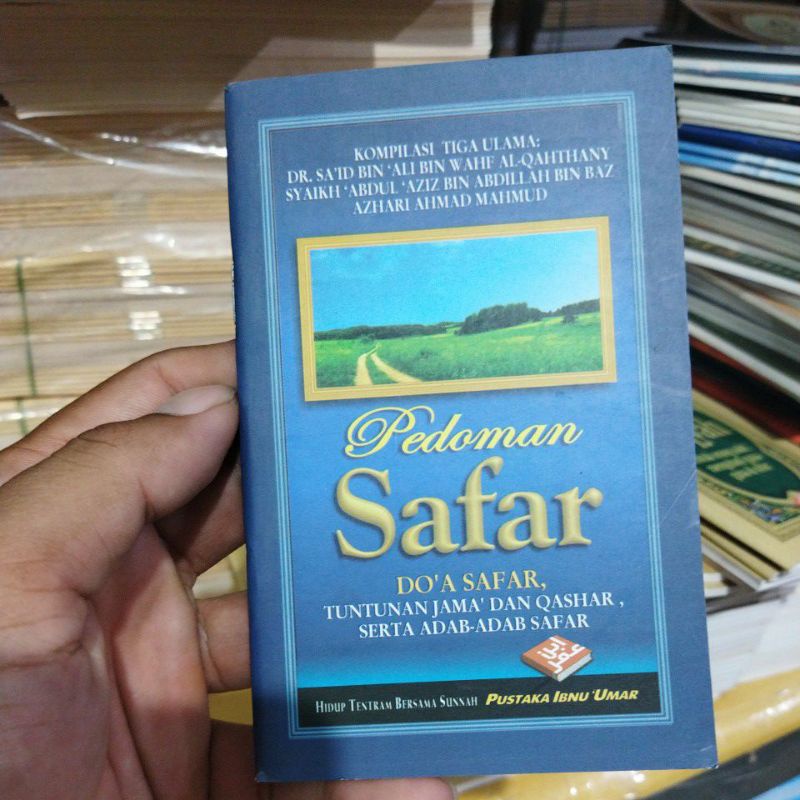 KOMPILASI TIGA ULAMA:
DR. SA'ID BIN 'ALI BIN WAHF AL-QAHTHANY
SYAIKH 'ABDUL 'AZIZ BIN ABDILLAH BIN BAZ
AZHARI AHMAD MAHMUD
Pedoman
Safar
DO'A SAFAR,
TUNTUNAN JAMA' DAN QASHAR ,
SERTA ADAB-ADAB SAFAR
ابن
عمر
HIDUP TENTRAM BERSAMA SUNNAH PUSTAKA IBNU 'UMAR